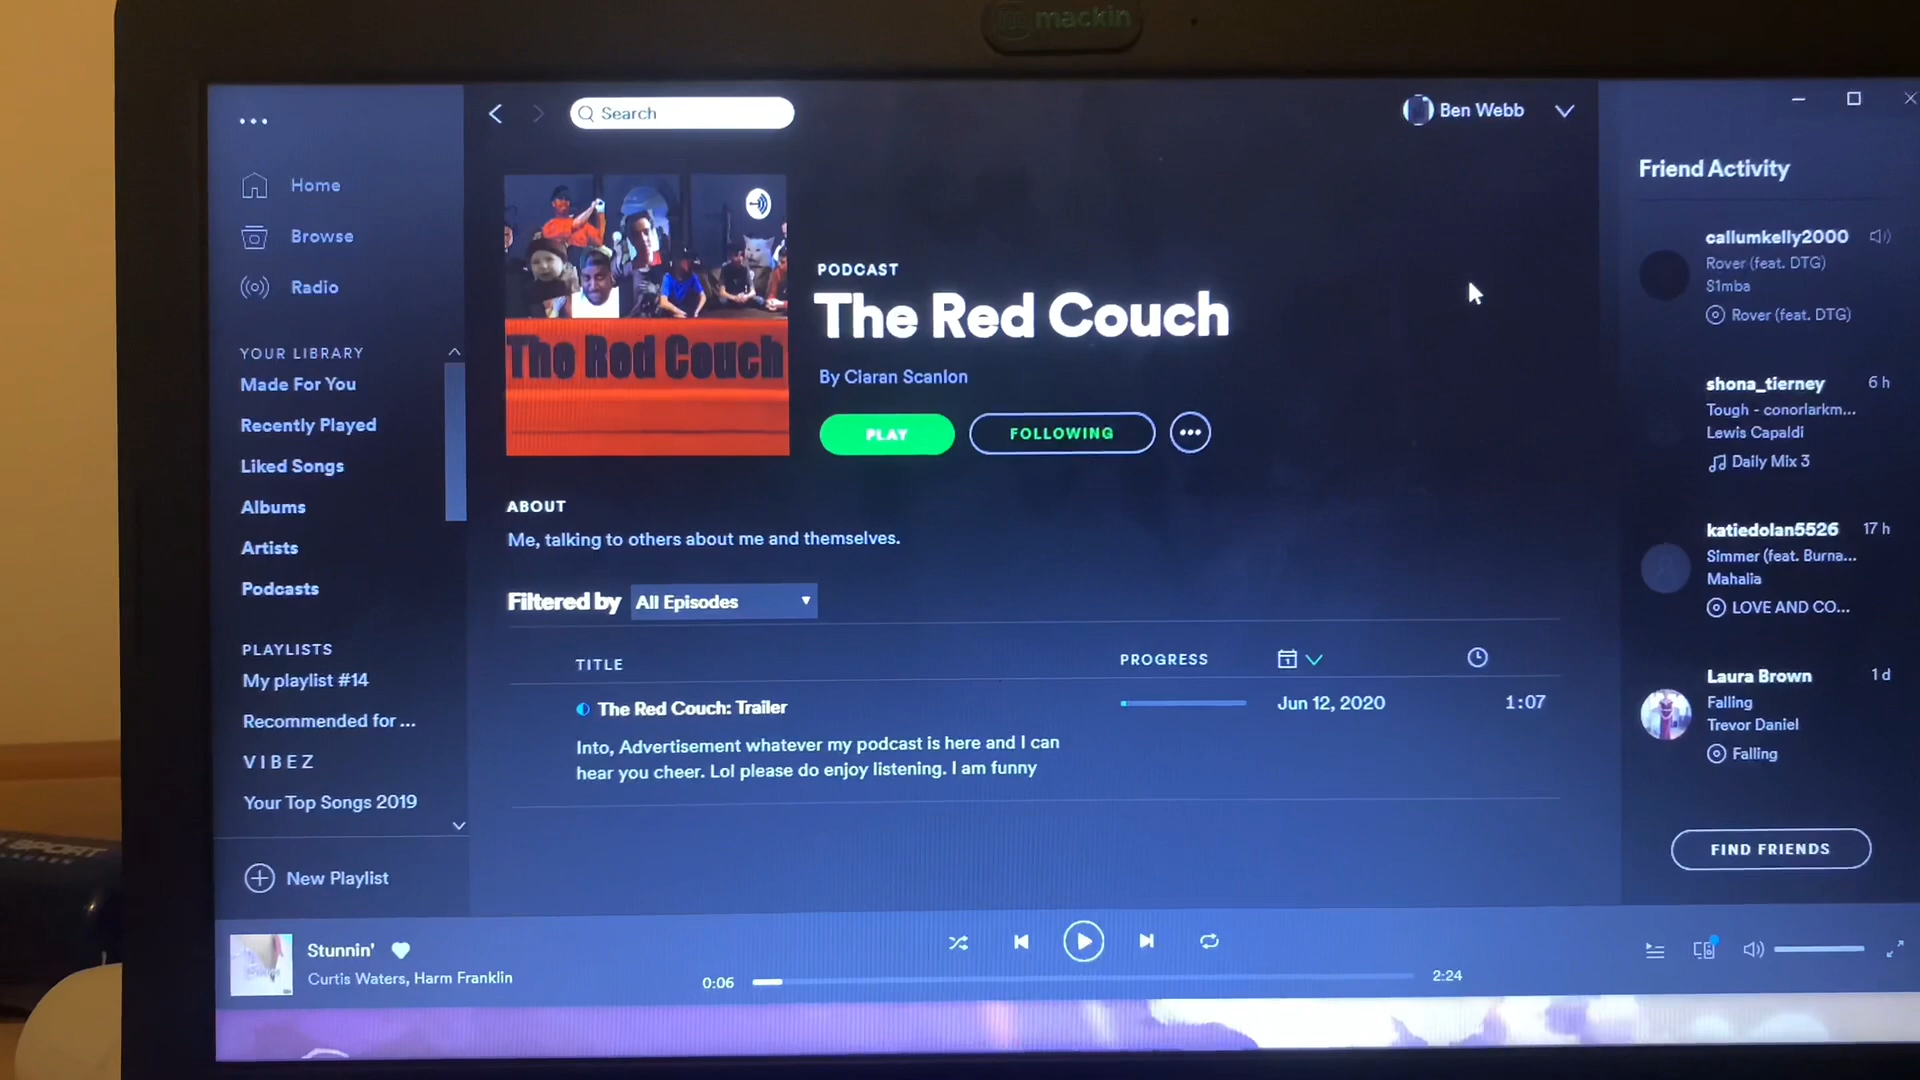 mackin
Search
Ben Webb
Home
Browse
Radio
YOUR LIBRARY
Made For You
Recently Played
Liked Songs
Albums
Artists
Podcasts
PLAYLISTS
My playlist #14
Recommended for ...
V I B E Z
Your Top Songs 2019
New Playlist
The Red Couch
PODCAST
The Red Couch
By Ciaran Scanlon
PLAY
FOLLOWING
ABOUT
Me, talking to others about me and themselves.
Filtered by All Episodes
TITLE PROGRESS
The Red Couch: Trailer Jun 12, 2020 1:07
Into, Advertisement whatever my podcast is here and I can
hear you cheer. Lol please do enjoy listening. I am funny
Friend Activity
callumkelly2000
Rover (feat. DTG)
S1mba
Rover (feat. DTG)
shona_tierney 6 h
Tough - conorlarkm...
Lewis Capaldi
Daily Mix 3
katiedolan5526 17 h
Simmer (feat. Burna...
Mahalia
LOVE AND CO...
Laura Brown 1 d
Falling
Trevor Daniel
Falling
FIND FRIENDS
Stunnin'
Curtis Waters, Harm Franklin
0:06
2:24
SPORT